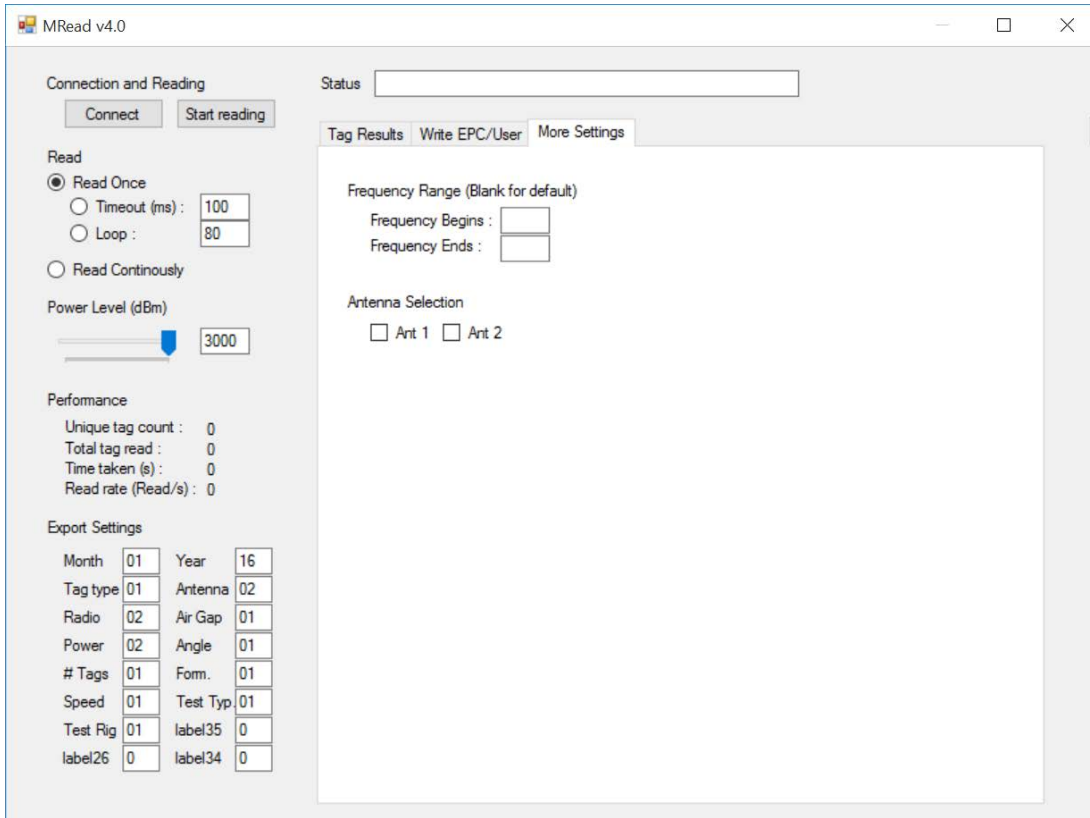 MRead v4.0
Connection and Reading
Connect Start reading
Read
Read Once
Timeout (ms) : 100
Loop : 80
Read Continously
Power Level (dBm)
3000
Performance
Unique tag count : 0
Total tag read : 0
Time taken (s) : 0
Read rate (Read/s) : 0
Export Settings
Month 01 Year 16
Tag type 01 Antenna 02
Radio 02 Air Gap 01
Power 02 Angle 01
# Tags 01 Form. 01
Speed 01 Test Typ. 01
Test Rig 01 label35 0
label26 0 label34 0
Status
Tag Results Write EPC/User More Settings
Frequency Range (Blank for default)
Frequency Begins :
Frequency Ends :
Antenna Selection
Ant 1 Ant 2